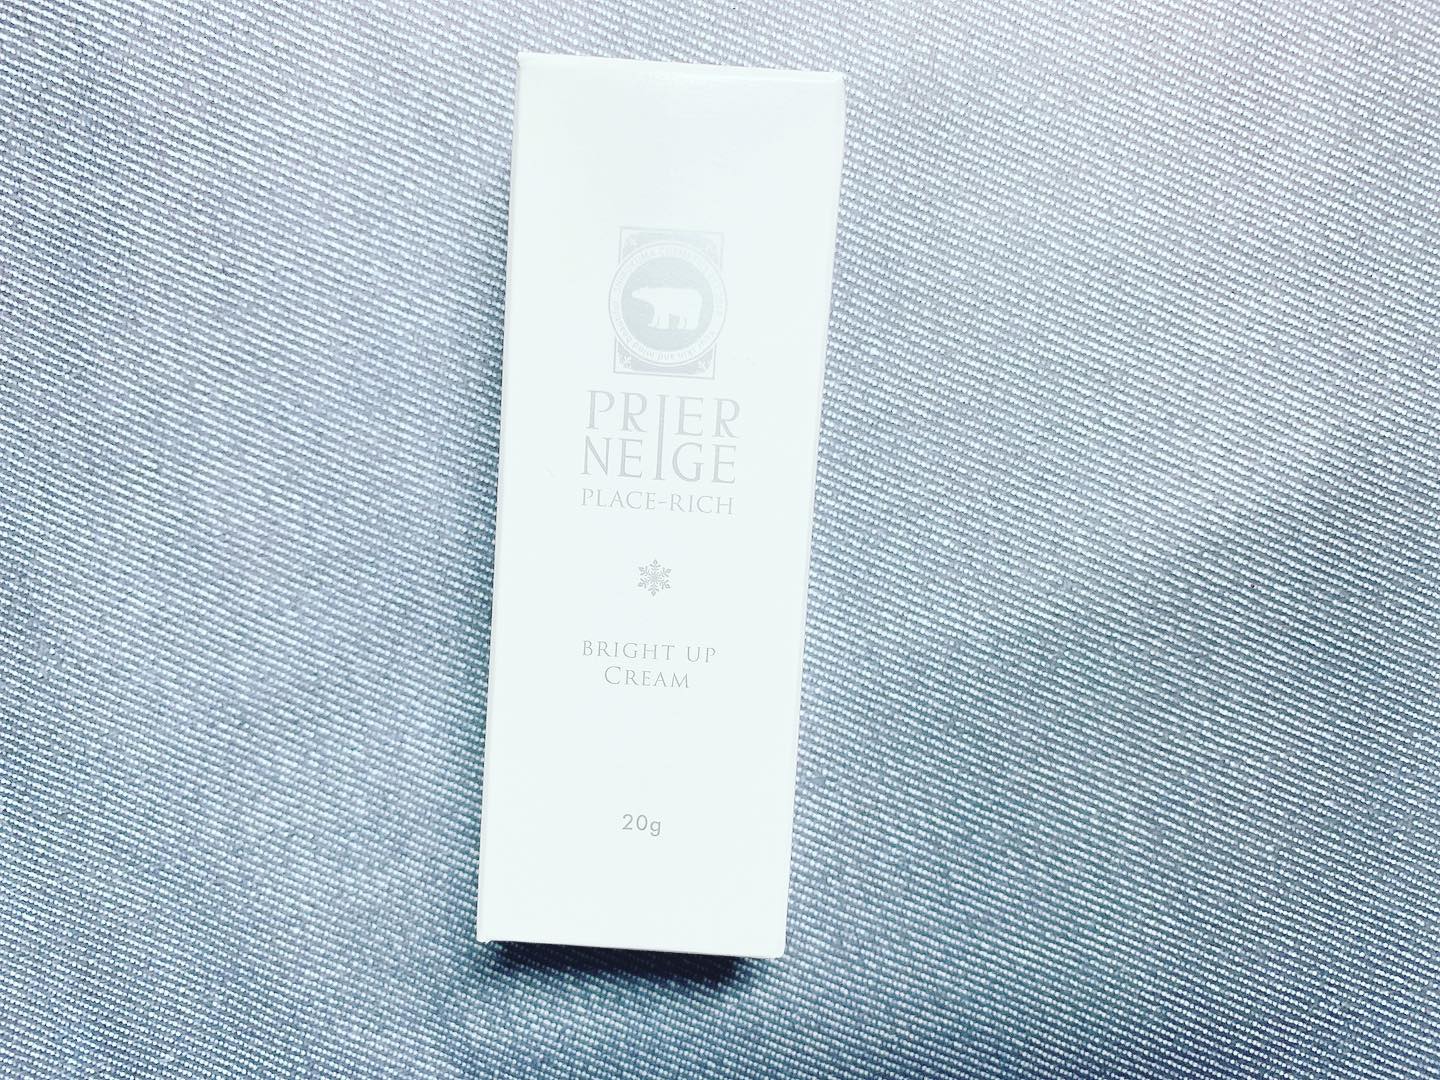 PRIER
NEIGE
PLACE-RICH
BRIGHT UP
CREAM
20g